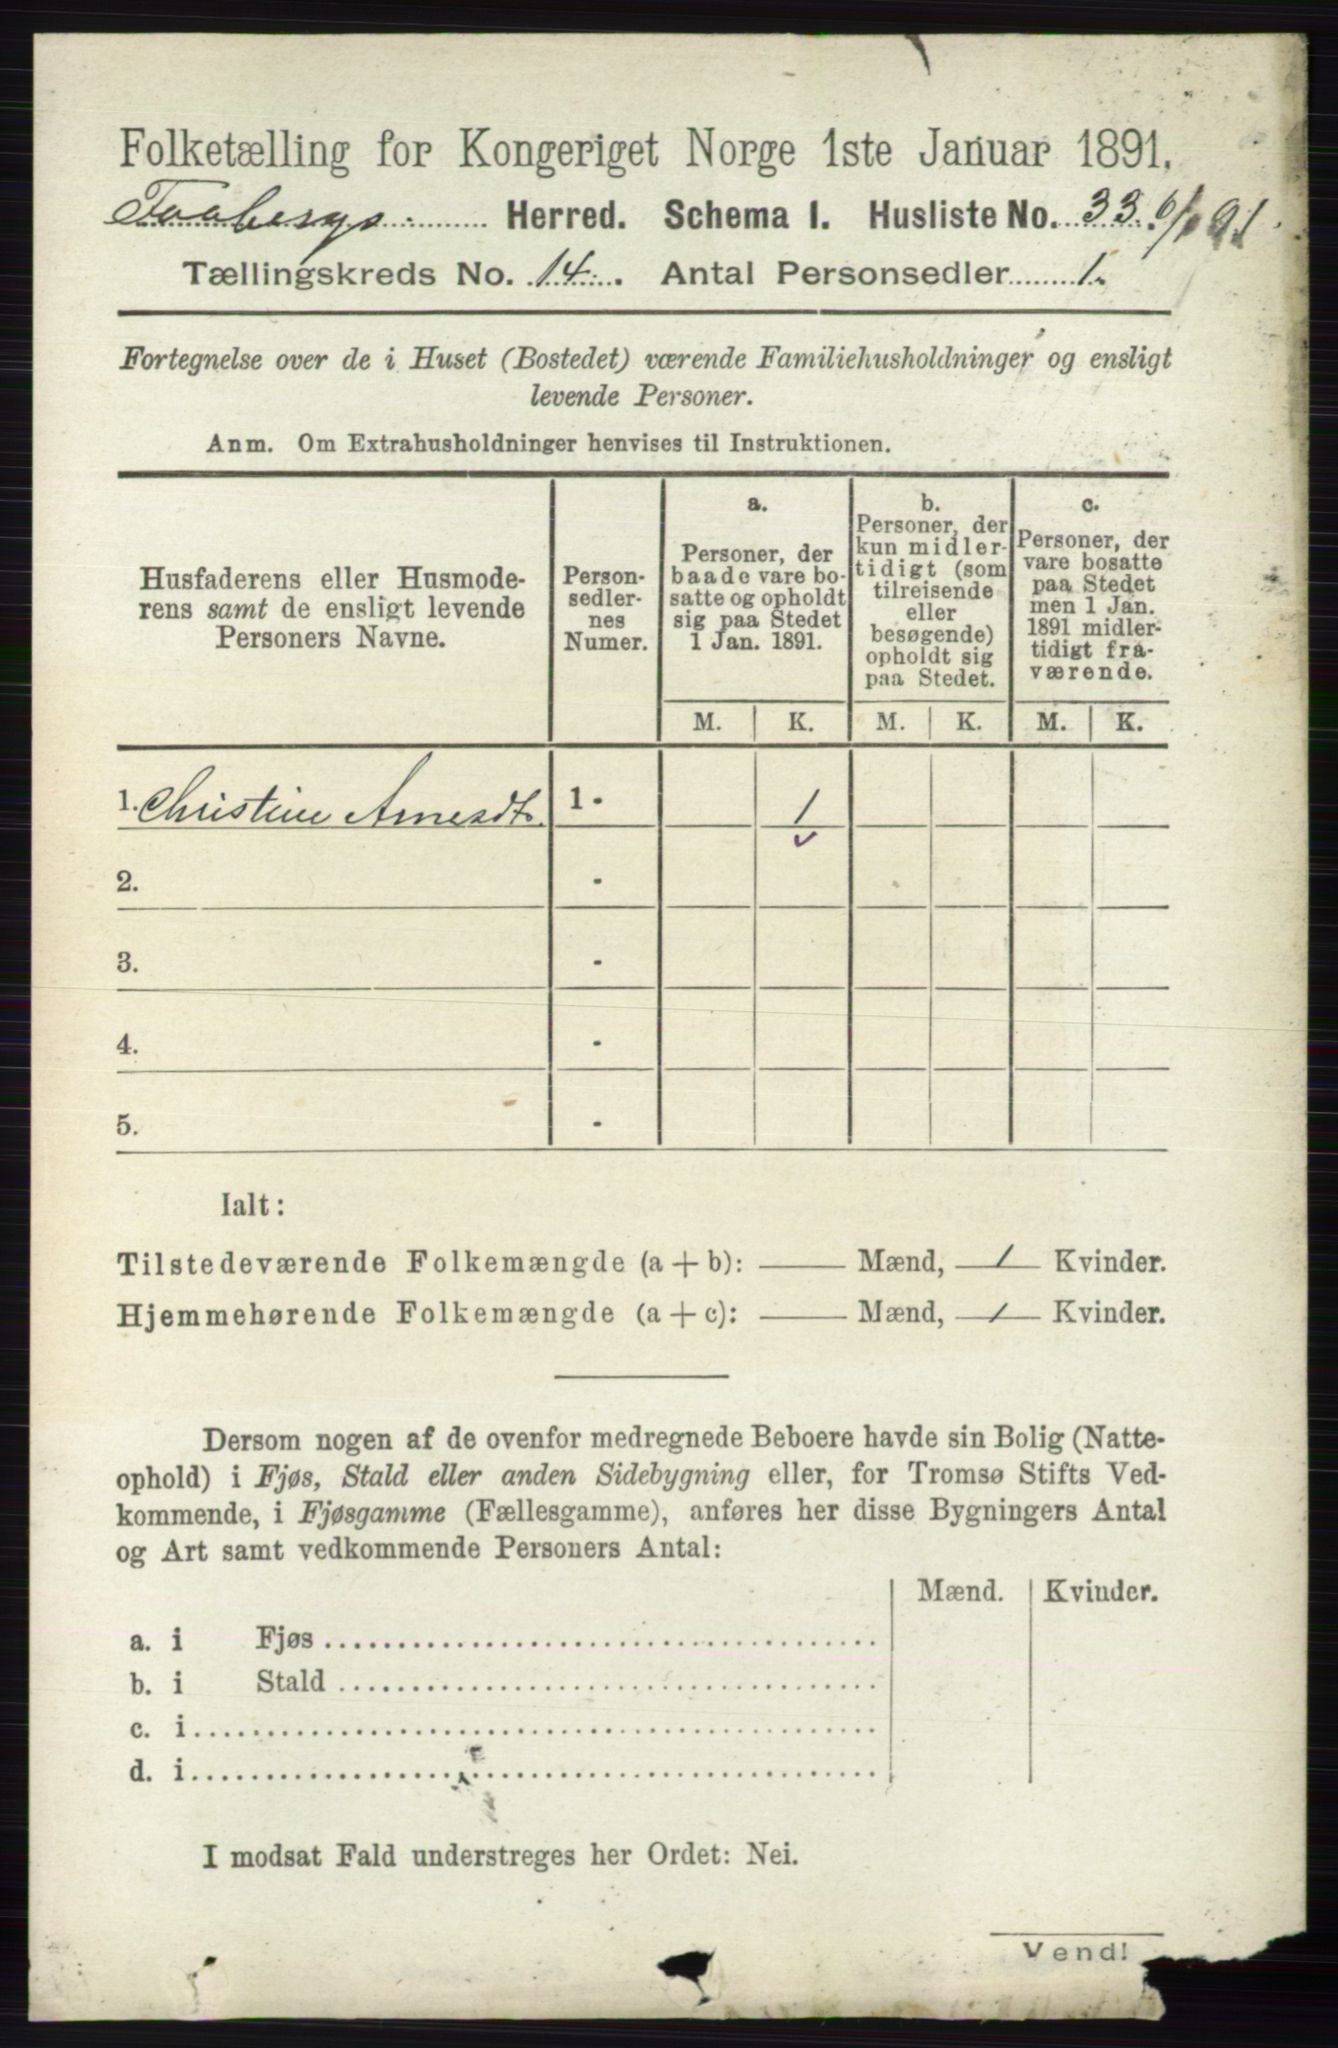 Folketælling for Kongeriget Norge 1ste Januar 1891.
Faabergs Herred. Schema I. Husliste No. 33. 6/1 91
Tællingskreds No. 14. Antal Personsedler 1.
Fortegnelse over de i Huset (Bostedet) værende Familiehusholdninger og ensligt
levende Personer.
Anm. Om Extrahusholdninger henvises til Instruktionen.
Husfaderens eller Husmode-
rens samt de ensligt levende
Personers Navne.
Person-
sedler-
nes
Numer.
a.
Personer, der
baade vare bo-
satte og opholdt
sig paa Stedet
1 Jan. 1891.
b.
Personer, der
kun midler-
tidigt (som
tilreisende
eller
besøgende)
opholdt sig
paa Stedet.
c.
Personer, der
vare bosatte
paa Stedet
men 1 Jan.
1891 midler-
tidigt fra-
værende.
M. K. M. K. M. K.
1. Christine 1 - 1
2. -
3. -
4. -
5. -
Ialt:
Tilstedeværende Folkemængde (a + b): Mænd, 1 Kvinder.
Hjemmehørende Folkemængde (a + c): Mænd, 1 Kvinder.
Dersom nogen af de ovenfor medregnede Beboere havde sin Bolig (Natte-
ophold) i Fjøs, Stald eller anden Sidebygning eller, for Tromsø Stifts Ved-
kommende, i Fjøsgamme (Fællesgamme), anføres her disse Bygningers Antal
og Art samt vedkommende Personers Antal:
Mænd. Kvinder.
a. i Fjøs
b. i Stald
c. i
d. i
I modsat Fald understreges her Ordet: Nei.
Vend!